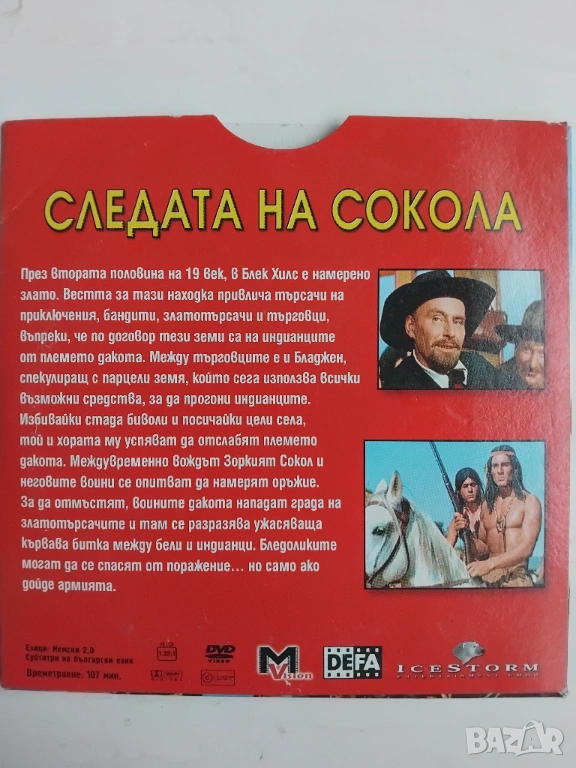 СЛЕДАТА НА СОКОЛА
През втората половина на 19 век, в Блек Хилс е намерено
злато. Вестта за тази находка привлича търсачи на
приключения, бандити, златотърсачи и търговци,
въпреки, че по договор тези земи са на индианците
от племето дакота. Между търговците е и Бладжен,
спекулиращ с парцели земя, който сега използва всички
възможни средства, за да прогони индианците.
Избивайки стада биволи и посичайки цели села,
той и хората му успяват да отслабят племето
дакота. Междувременно вождът Зоркият Сокол и
неговите воини се опитват да намерят оръжие.
За да отмъстят, воините дакота нападат града на
златотърсачите и там се разразява ужасяваща
кървава битка между бели и индианци. Бледоликите
могат да се спасят от поражение... но само ако
дойде армията.
Езици: Немски 2.0
Субтитри на български език
Времетраене: 107 мин.
DVD
VIDEO
M
Vision
DEFA
ICESTORM
BAZAR